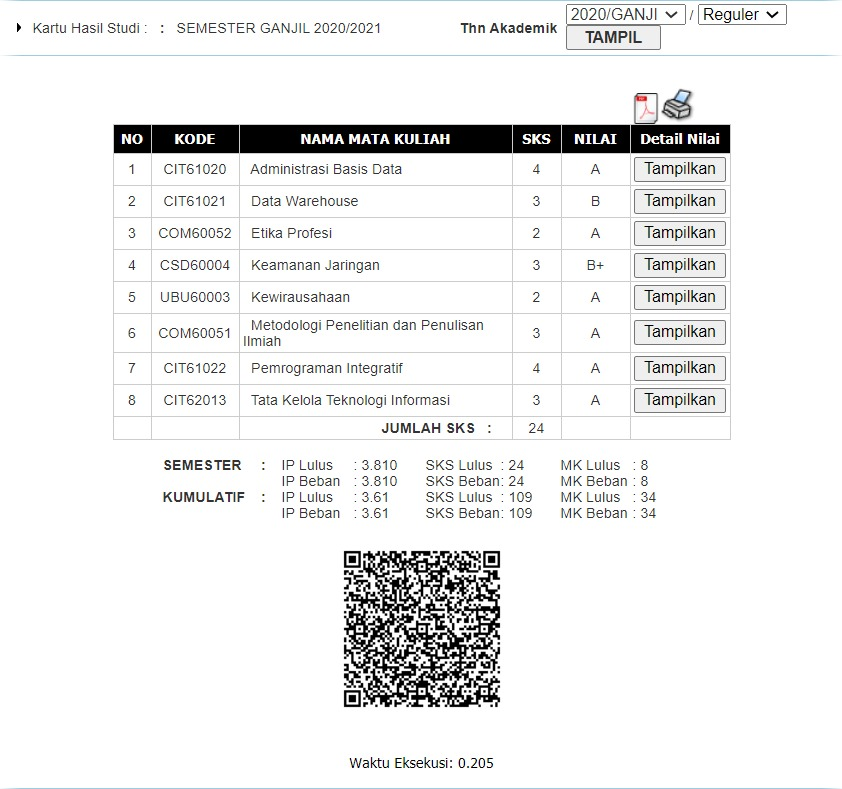 Kartu Hasil Studi : : SEMESTER GANJIL 2020/2021 Thn Akademik 2020/GANJI / Reguler
TAMPIL
NO KODE NAMA MATA KULIAH SKS NILAI Detail Nilai
1 CIT61020 Administrasi Basis Data 4 A Tampilkan
2 CIT61021 Data Warehouse 3 B Tampilkan
3 COM60052 Etika Profesi 2 A Tampilkan
4 CSD60004 Keamanan Jaringan 3 B+ Tampilkan
5 UBU60003 Kewirausahaan 2 A Tampilkan
6 COM60051 Metodologi Penelitian dan Penulisan
Ilmiah 3 A Tampilkan
7 CIT61022 Pemrograman Integratif 4 A Tampilkan
8 CIT62013 Tata Kelola Teknologi Informasi 3 A Tampilkan
JUMLAH SKS : 24
SEMESTER : IP Lulus : 3.810 SKS Lulus : 24 MK Lulus : 8
IP Beban : 3.810 SKS Beban: 24 MK Beban : 8
KUMULATIF : IP Lulus : 3.61 SKS Lulus : 109 MK Lulus : 34
IP Beban : 3.61 SKS Beban: 109 MK Beban : 34
Waktu Eksekusi: 0.205